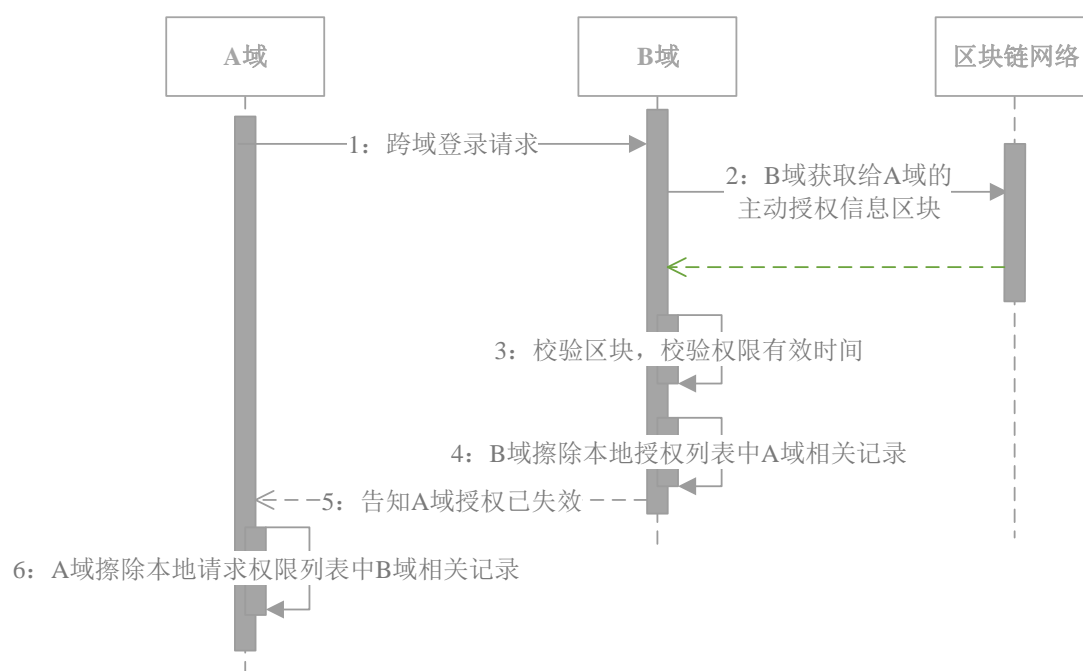 A域
B域
区块链网络
1：跨域登录请求
2：B域获取给A域的
主动授权信息区块
3：校验区块，校验权限有效时间
4：B域擦除本地授权列表中A域相关记录
5：告知A域授权已失效
6：A域擦除本地请求权限列表中B域相关记录